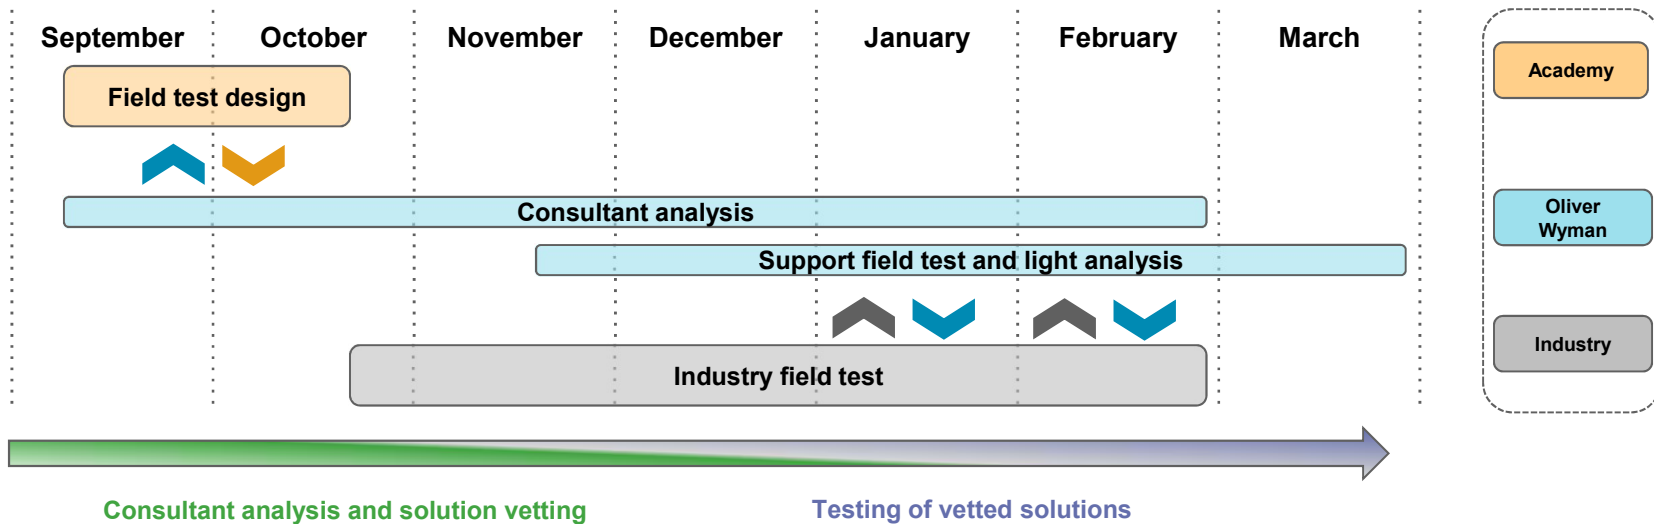 September
October
November
December
January
February
March
Field test design
Consultant analysis
Support field test and light analysis
Industry field test
Consultant analysis and solution vetting
Testing of vetted solutions
Academy
Oliver
Wyman
Industry